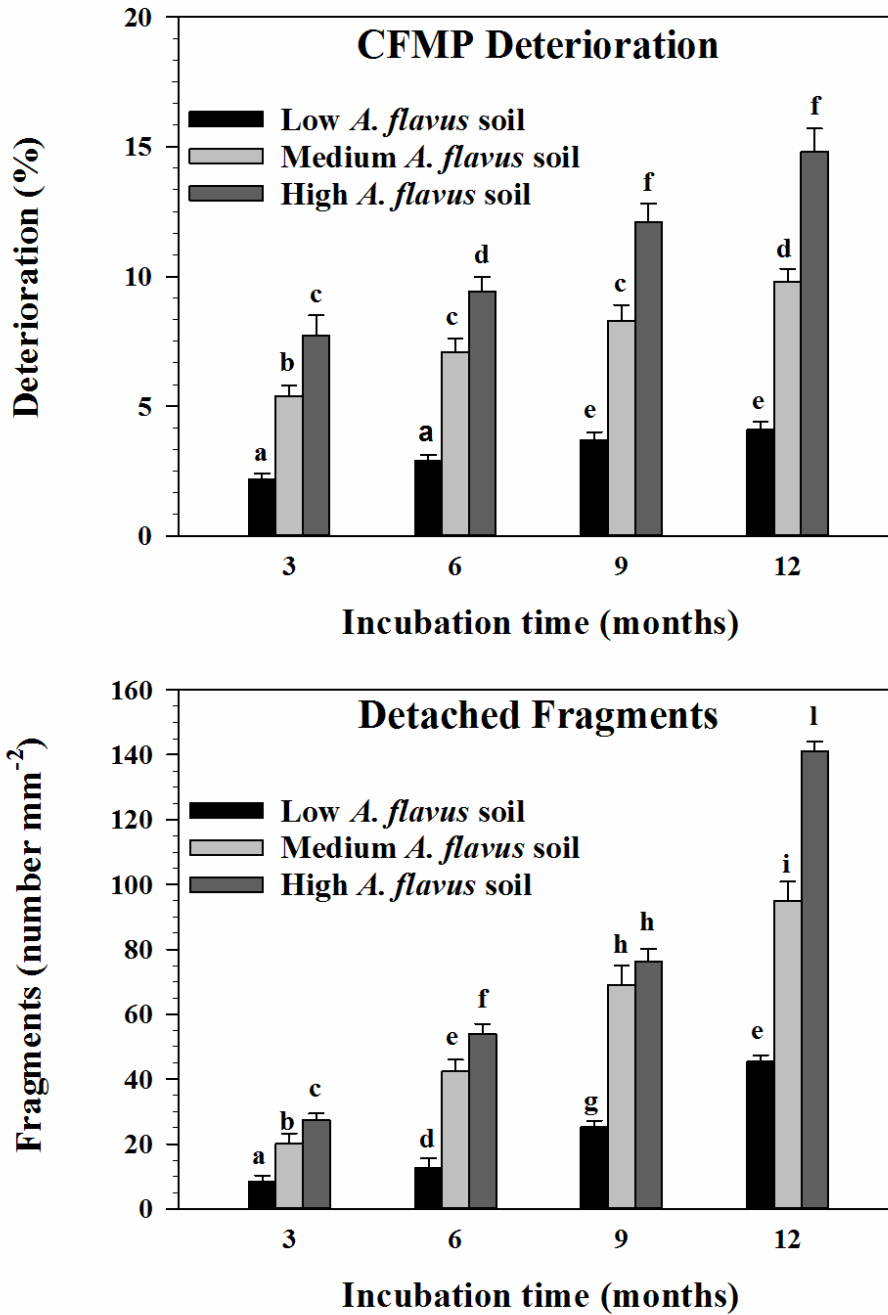 CFMP Deterioration
Low A. flavus soil
Medium A. flavus soil
High A. flavus soil
Deterioration (%)
20
15
10
5
0
a
b
c
a
c
d
e
c
f
e
d
f
3
6
9
12
Incubation time (months)
Detached Fragments
Low A. flavus soil
Medium A. flavus soil
High A. flavus soil
Fragments (number mm-2)
160
140
120
100
80
60
40
20
0
a
b
c
d
e
f
g
h
h
e
i
l
3
6
9
12
Incubation time (months)